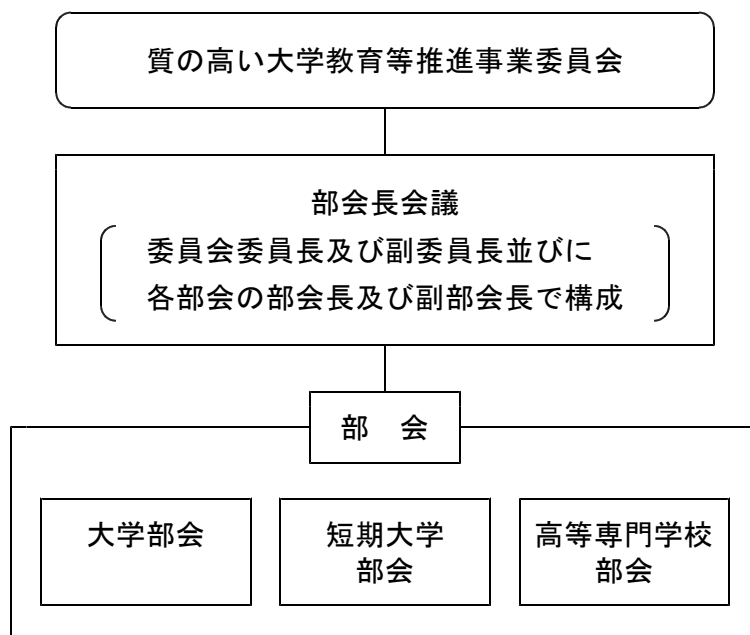 質の高い大学教育等推進事業委員会
部会長会議
委員会委員長及び副委員長並びに
各部会の部会長及び副部会長で構成
部　会
大学部会
短期大学
部会
高等専門学校
部会